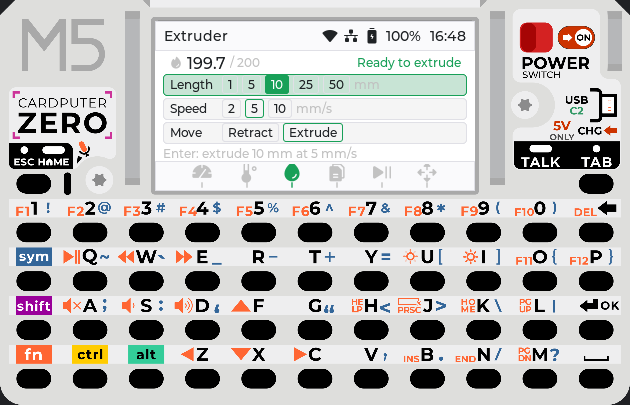 M5
CARDPUTER
ZERO
ESC HOME
Extruder 100% 16:48
199.7 / 200 Ready to extrude
Length 1 5 10 25 50 mm
Speed 2 5 10 mm/s
Move Retract Extrude
Enter: extrude 10 mm at 5 mm/s
ON
POWER
SWITCH
USB
C2
5V
ONLY CHG
TALK TAB
F1 1 ! F2 2 @ F3 3 # F4 4 $ F5 5 % F6 6 ^ F7 7 & F8 8 * F9 9 ( F10 0 ) DEL
sym Q ~ W ` E _ R - T + Y = U [ I ] F11 O { F12 P }
shift A ; S : D ‚ F G “ HELP H < PRSC J > HOME K \ PGUP L | OK
fn ctrl alt Z X C V , INS B . END N / PGDN M ?